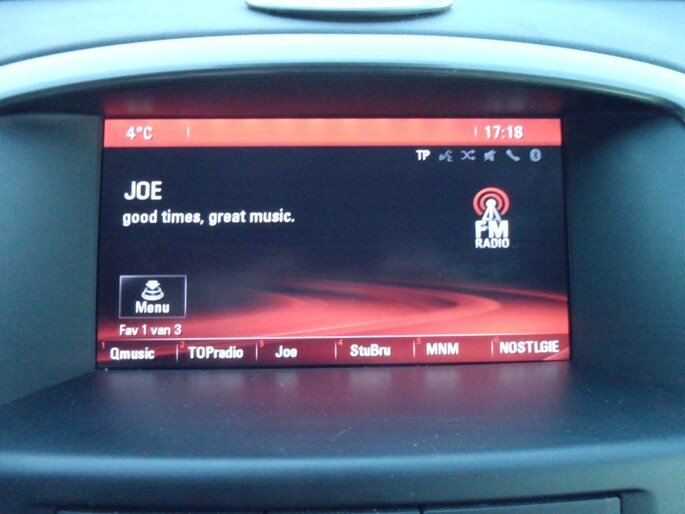 4°C 17:18
TP
JOE
good times, great music.
FM
RADIO
Menu
Fav 1 van 3
1 Qmusic 2 TOPradio 3 Joe 4 StuBru 5 MNM 6 NOSTLGIE